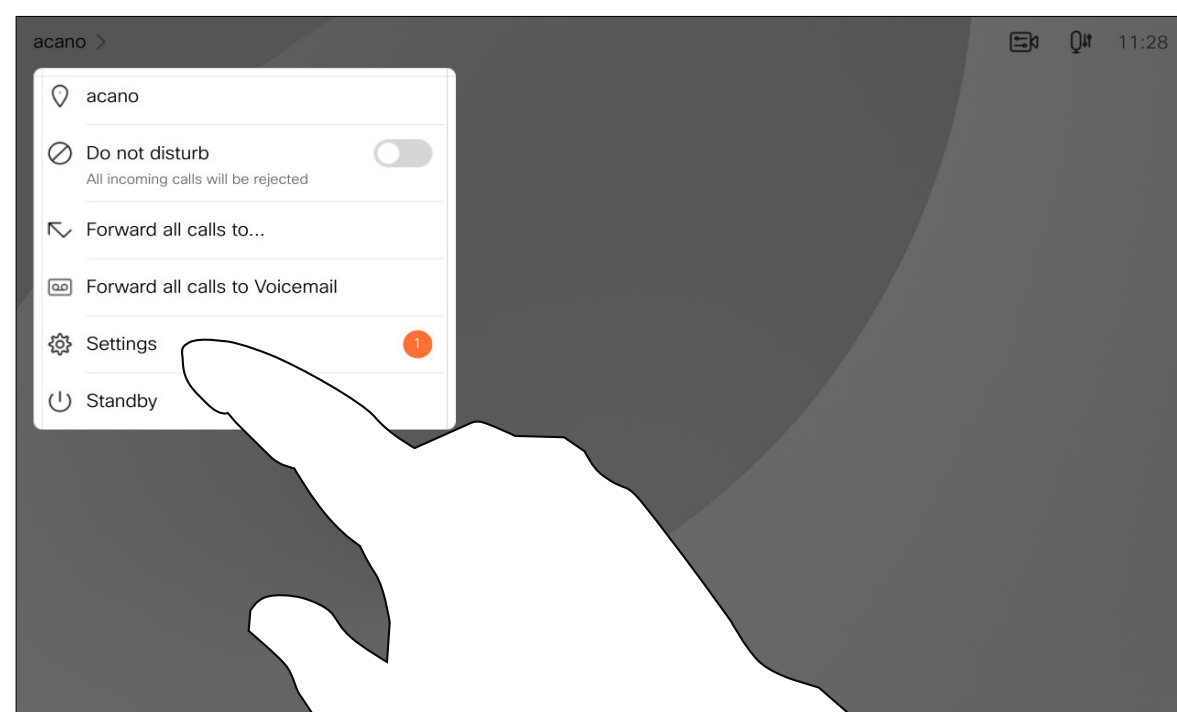 acano >
11:28
acano
Do not disturb
All incoming calls will be rejected
Forward all calls to...
Forward all calls to Voicemail
Settings
1
Standby